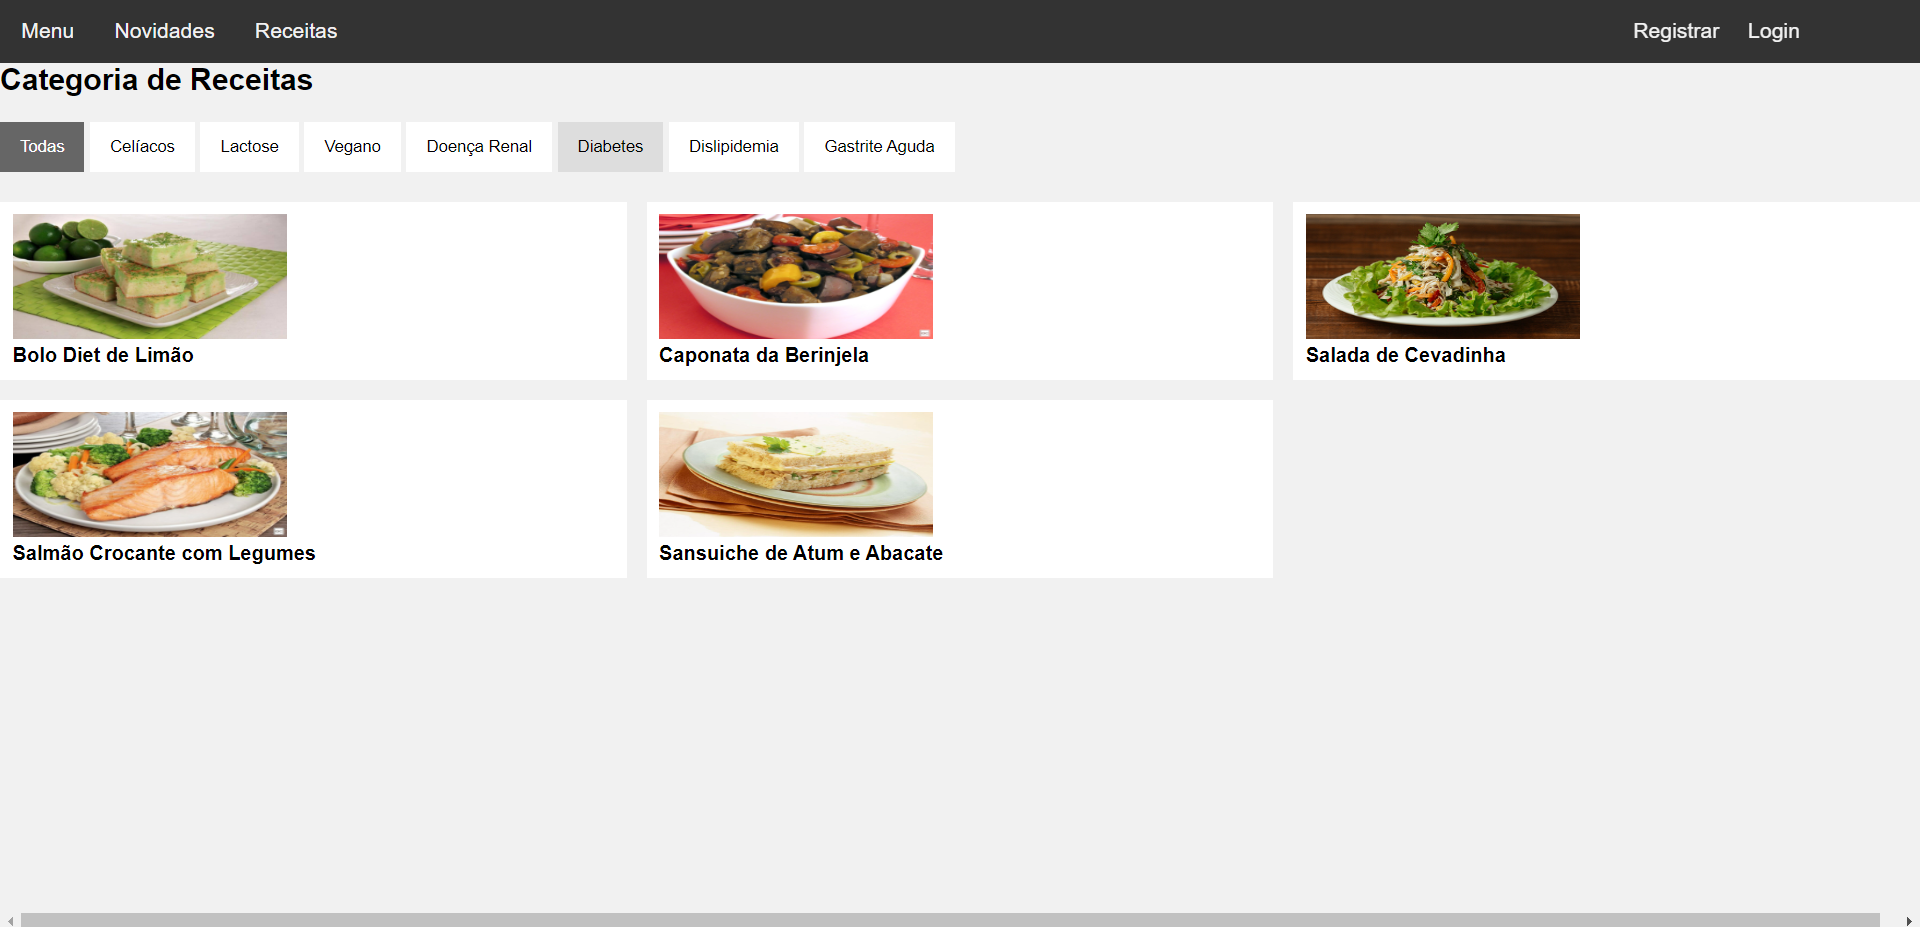 Menu Novidades Receitas Registrar Login
Categoria de Receitas
Todas Celíacos Lactose Vegano Doença Renal Diabetes Dislipidemia Gastrite Aguda
Bolo Diet de Limão Caponata da Berinjela Salada de Cevadinha
Salmão Crocante com Legumes Sansuiche de Atum e Abacate